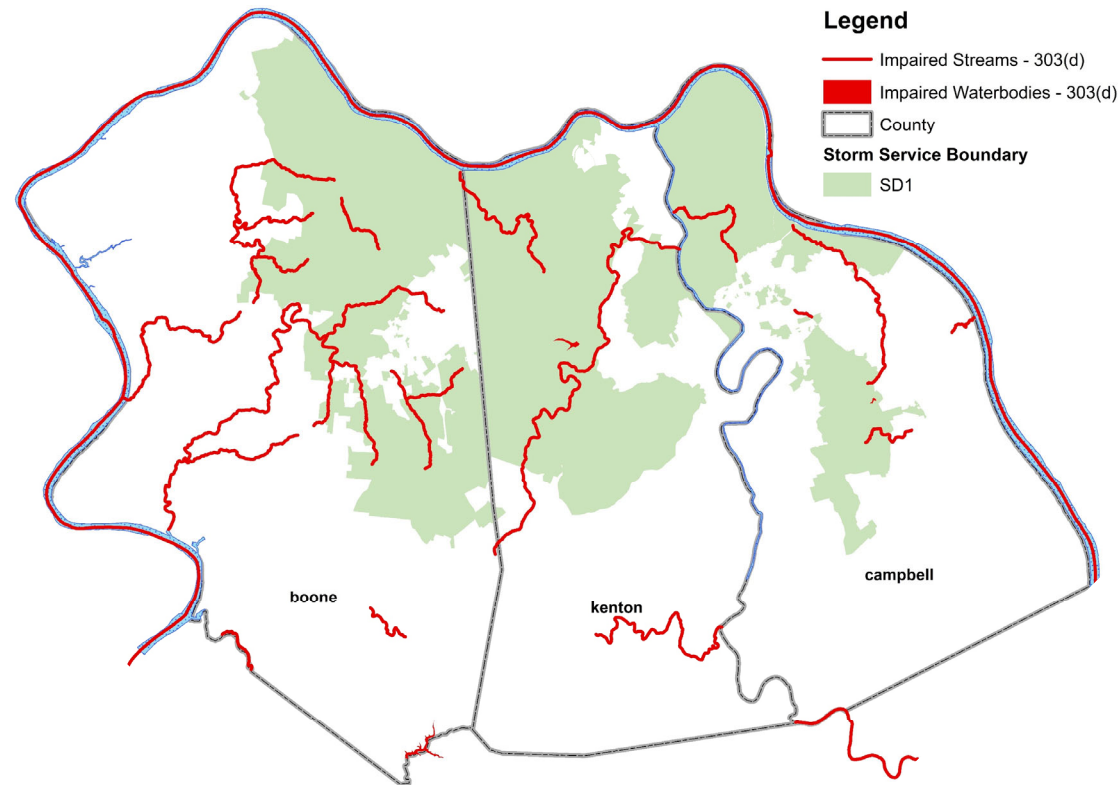 Legend
Impaired Streams - 303(d)
Impaired Waterbodies - 303(d)
County
Storm Service Boundary
SD1
boone
kenton
campbell